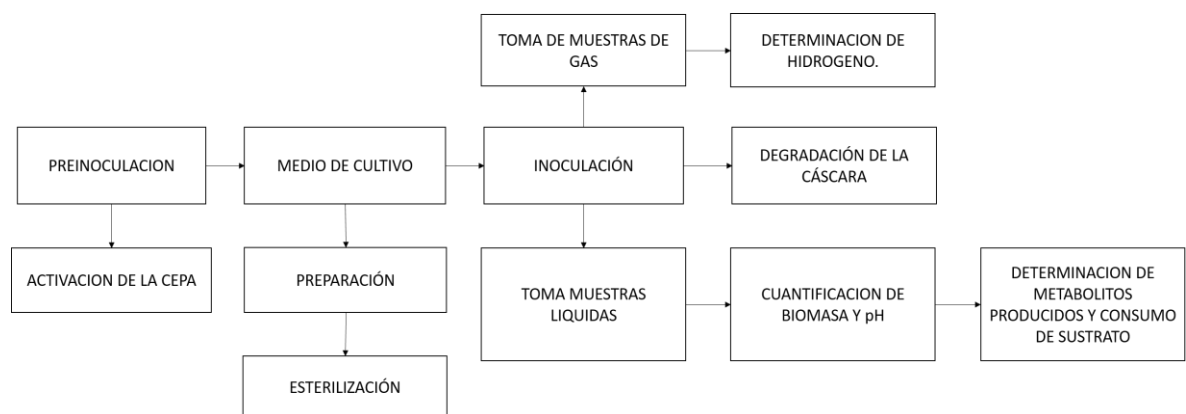 TOMA DE MUESTRAS DE
GAS
DETERMINACION DE
HIDROGENO.
PREINOCULACION
MEDIO DE CULTIVO
INOCULACIÓN
DEGRADACIÓN DE LA
CÁSCARA
ACTIVACION DE LA CEPA
PREPARACIÓN
TOMA MUESTRAS
LIQUIDAS
CUANTIFICACION DE
BIOMASA Y pH
DETERMINACION DE
METABOLITOS
PRODUCIDOS Y CONSUMO
DE SUSTRATO
ESTERILIZACIÓN